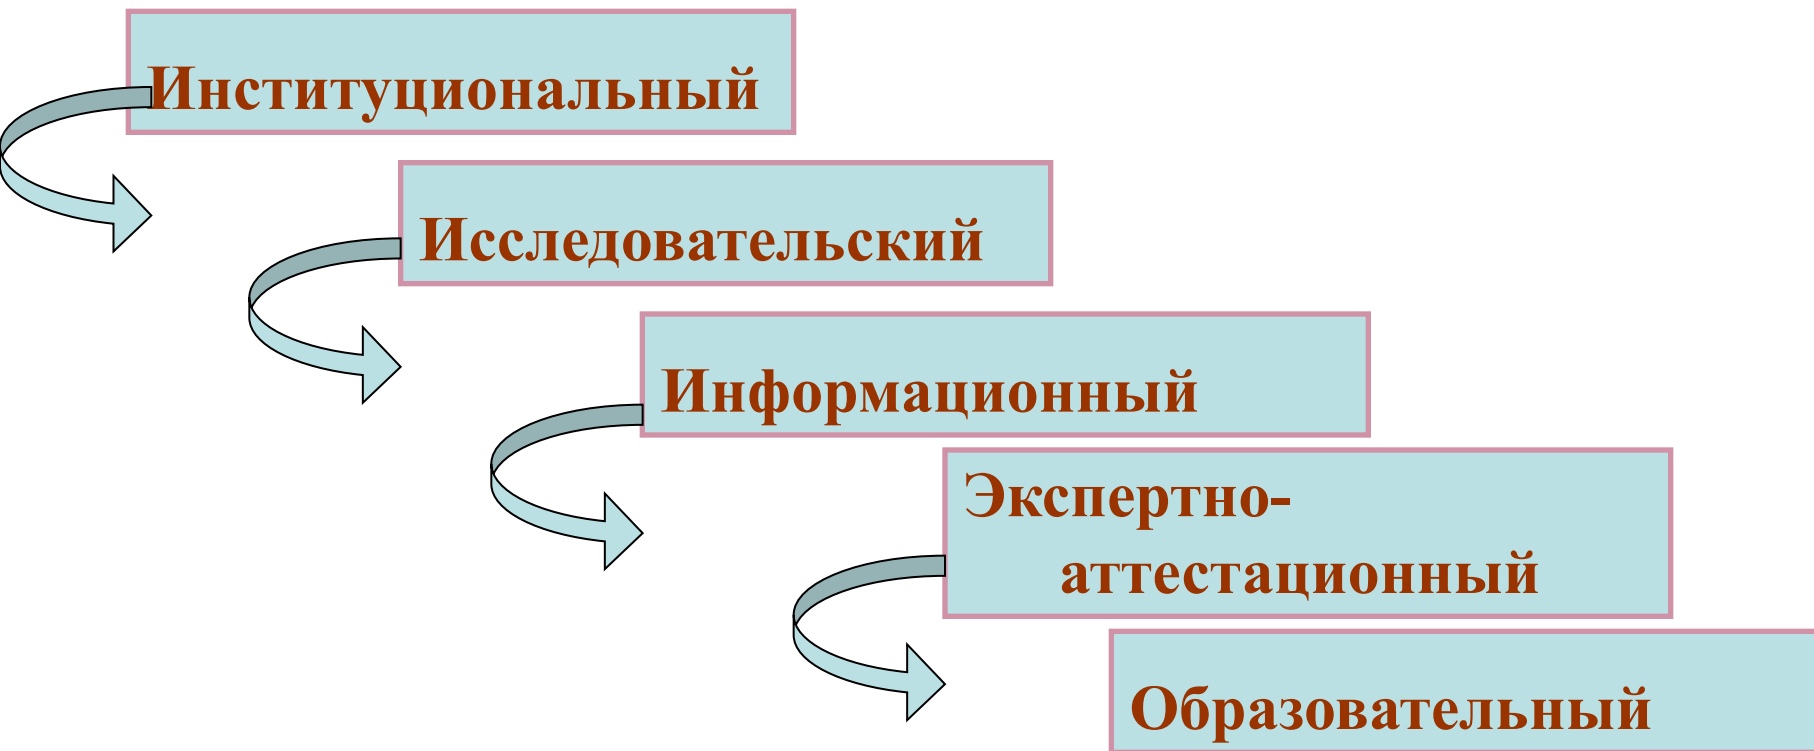 Институциональный
Исследовательский
Информационный
Экспертно-
аттестационный
Образовательный